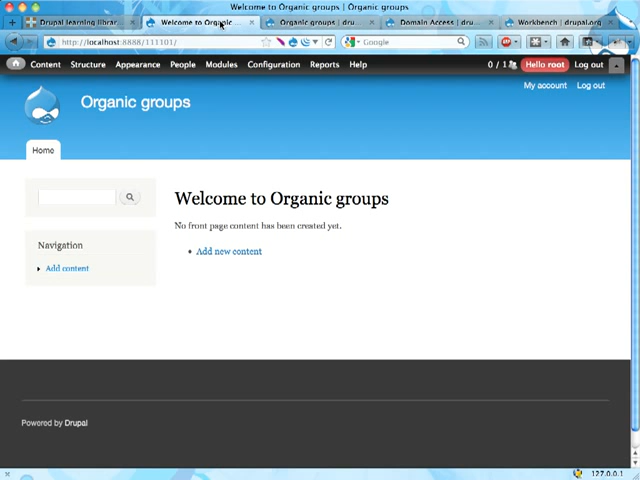 Welcome to Organic groups | Organic groups
Drupal learning librar
Welcome to Organic ...
Organic groups | dru...
Domain Access | dru...
Workbench | drupal.org
http://localhost:8888/111101/
Google
Content Structure Appearance People Modules Configuration Reports Help
0 / 1
Hello root
Log out
My account
Log out
Organic groups
Home
Welcome to Organic groups
No front page content has been created yet.
Add new content
Navigation
Add content
Powered by Drupal
127.0.0.1